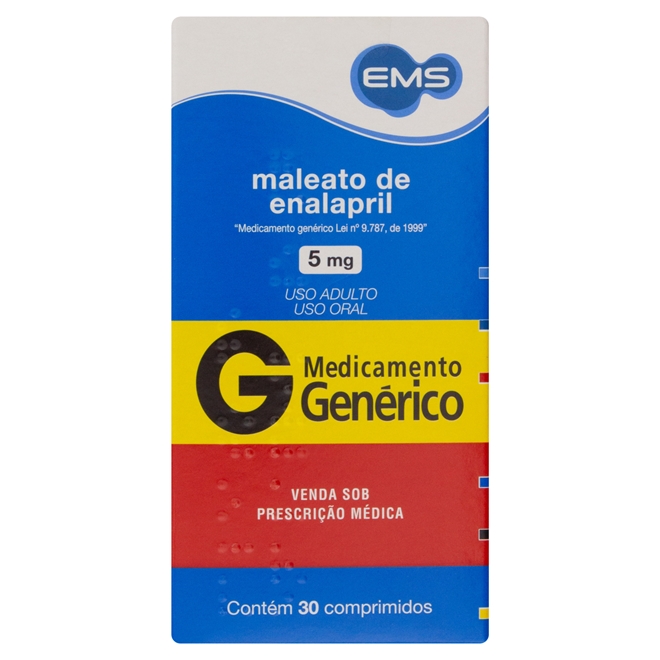 EMS
maleato de
enalapril
"Medicamento genérico Lei nº 9.787, de 1999"
5 mg
USO ADULTO
USO ORAL
G Medicamento
Genérico
VENDA SOB
PRESCRIÇÃO MÉDICA
Contém 30 comprimidos